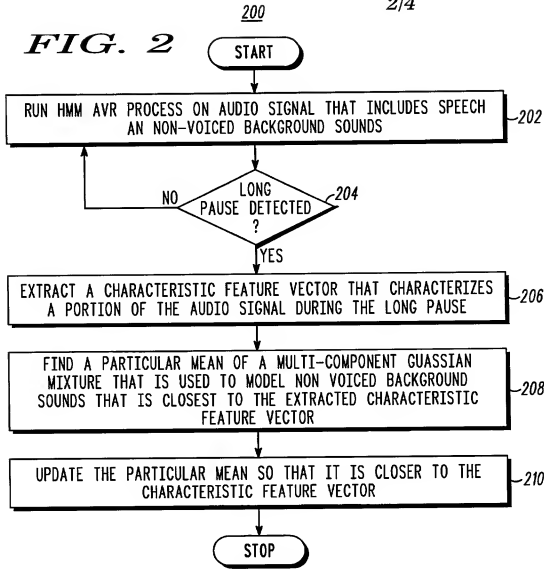 200
2/4
FIG. 2
START
RUN HMM AVR PROCESS ON AUDIO SIGNAL THAT INCLUDES SPEECH
AN NON-VOICED BACKGROUND SOUNDS
202
LONG
PAUSE DETECTED
?
204
NO
YES
EXTRACT A CHARACTERISTIC FEATURE VECTOR THAT CHARACTERIZES
A PORTION OF THE AUDIO SIGNAL DURING THE LONG PAUSE
206
FIND A PARTICULAR MEAN OF A MULTI-COMPONENT GUASSIAN
MIXTURE THAT IS USED TO MODEL NON VOICED BACKGROUND
SOUNDS THAT IS CLOSEST TO THE EXTRACTED CHARACTERISTIC
FEATURE VECTOR
208
UPDATE THE PARTICULAR MEAN SO THAT IT IS CLOSER TO THE
CHARACTERISTIC FEATURE VECTOR
210
STOP